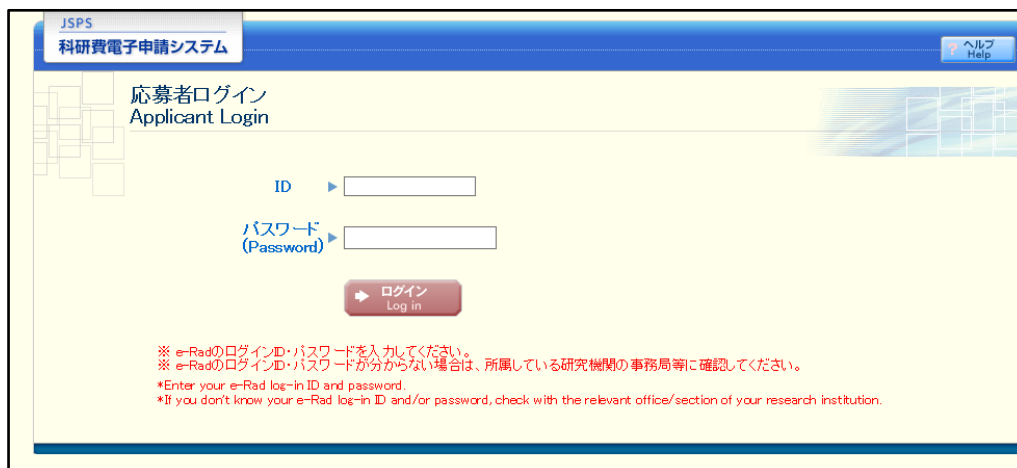 JSPS
科研費電子申請システム
? ヘルプ
Help
応募者ログイン
Applicant Login
ID
パスワード
(Password)
ログイン
Log in
※ e-RadのログインID・パスワードを入力してください。
※ e-RadのログインID・パスワードが分からない場合は、所属している研究機関の事務局等に確認してください。
*Enter your e-Rad log-in ID and password.
*If you don't know your e-Rad log-in ID and/or password, check with the relevant office/section of your research institution.